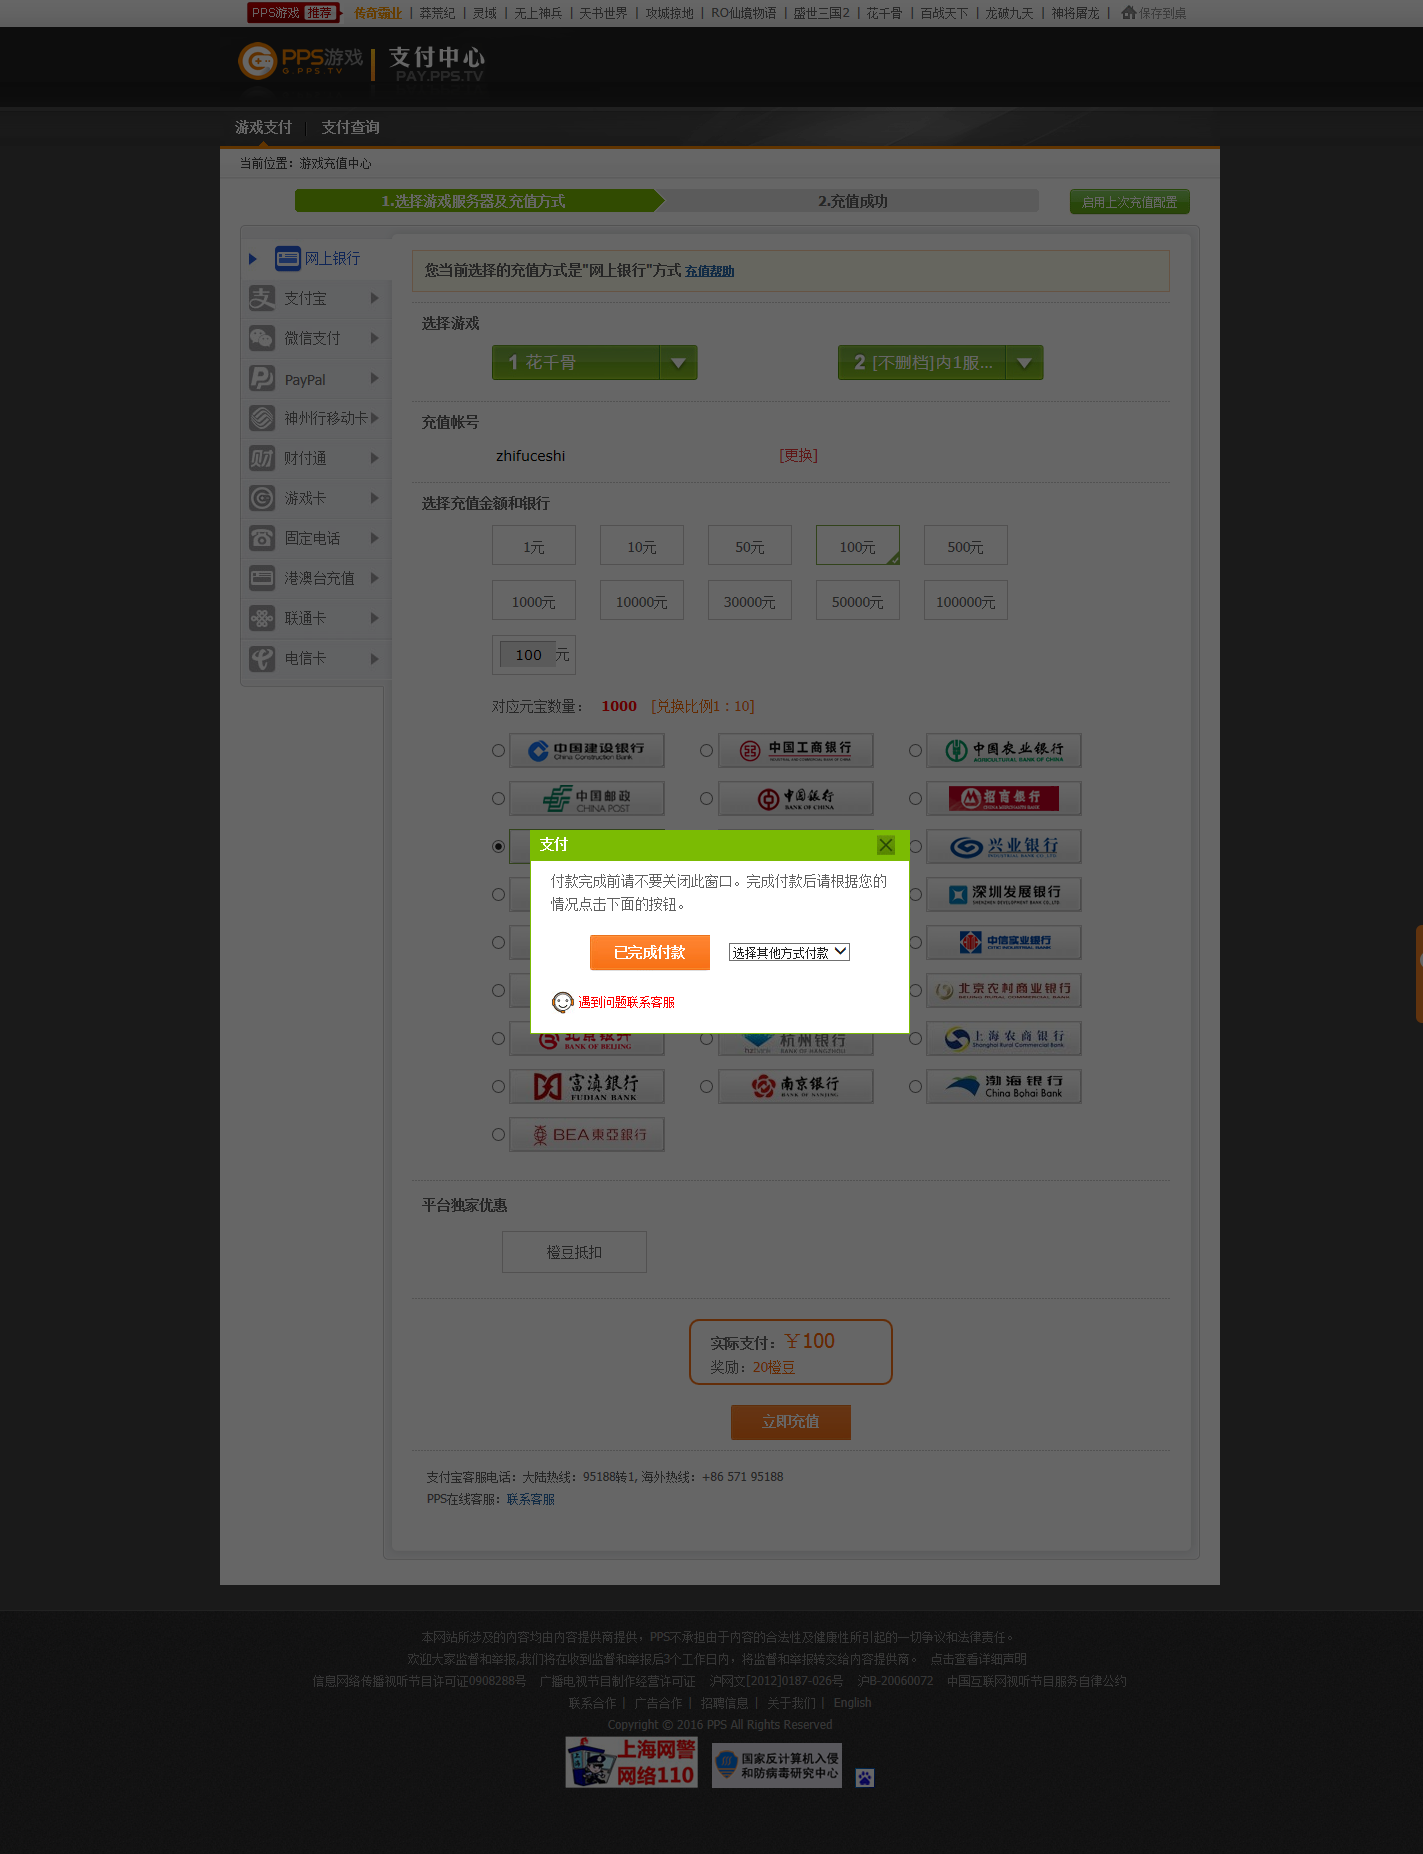 PPS游戏 推荐 传奇霸业 | 莽荒纪 | 灵域 | 无上神兵 | 天书世界 | 攻城掠地 | RO仙境物语 | 盛世三国2 | 花千骨 | 百战天下 | 龙破九天 | 神将屠龙 | 保存到桌
PPS游戏 G.PPS.TV 支付中心 PAY.PPS.TV
游戏支付 支付查询
当前位置：游戏充值中心
1.选择游戏服务器及充值方式 2.充值成功 启用上次充值配置
网上银行
支付宝
微信支付
PayPal
神州行移动卡
财付通
游戏卡
固定电话
港澳台充值
联通卡
电信卡
您当前选择的充值方式是"网上银行"方式 充值帮助
选择游戏
1 花千骨 2 [不删档]内1服...
充值帐号
zhifuceshi [更换]
选择充值金额和银行
1元 10元 50元 100元 500元
1000元 10000元 30000元 50000元 100000元
100 元
对应元宝数量： 1000 [兑换比例1：10]
中国建设银行 China Construction Bank 中国工商银行 INDUSTRIAL AND COMMERCIAL BANK OF CHINA 中国农业银行 AGRICULTURAL BANK OF CHINA
中国邮政 CHINA POST 中国银行 BANK OF CHINA 招商银行 CHINA MERCHANTS BANK
兴业银行 INDUSTRIAL BANK CO.,LTD.
深圳发展银行 SHENZHEN DEVELOPMENT BANK CO.,LTD.
中信实业银行 CITIC INDUSTRIAL BANK
北京农村商业银行 BEIJING RURAL COMMERCIAL BANK
北京银行 BANK OF BEIJING 杭州银行 BANK OF HANGZHOU 上海农商银行 Shanghai Rural Commercial Bank
富滇銀行 FUDIAN BANK 南京银行 BANK OF NANJING 渤海银行 China Bohai Bank
BEA東亞銀行
支付
付款完成前请不要关闭此窗口。完成付款后请根据您的
情况点击下面的按钮。
已完成付款 选择其他方式付款
遇到问题联系客服
平台独家优惠
橙豆抵扣
实际支付：￥100
奖励：20橙豆
立即充值
支付宝客服电话：大陆热线：95188转1, 海外热线：+86 571 95188
PPS在线客服：联系客服
本网站所涉及的内容均由内容提供商提供，PPS不承担由于内容的合法性及健康性所引起的一切争议和法律责任。
欢迎大家监督和举报,我们将在收到监督和举报后3个工作日内，将监督和举报转交给内容提供商。 点击查看详细声明
信息网络传播视听节目许可证0908288号 广播电视节目制作经营许可证 沪网文[2012]0187-026号 沪B-20060072 中国互联网视听节目服务自律公约
联系合作 | 广告合作 | 招聘信息 | 关于我们 | English
Copyright © 2016 PPS All Rights Reserved
上海网警 网络110
国家反计算机入侵 和防病毒研究中心